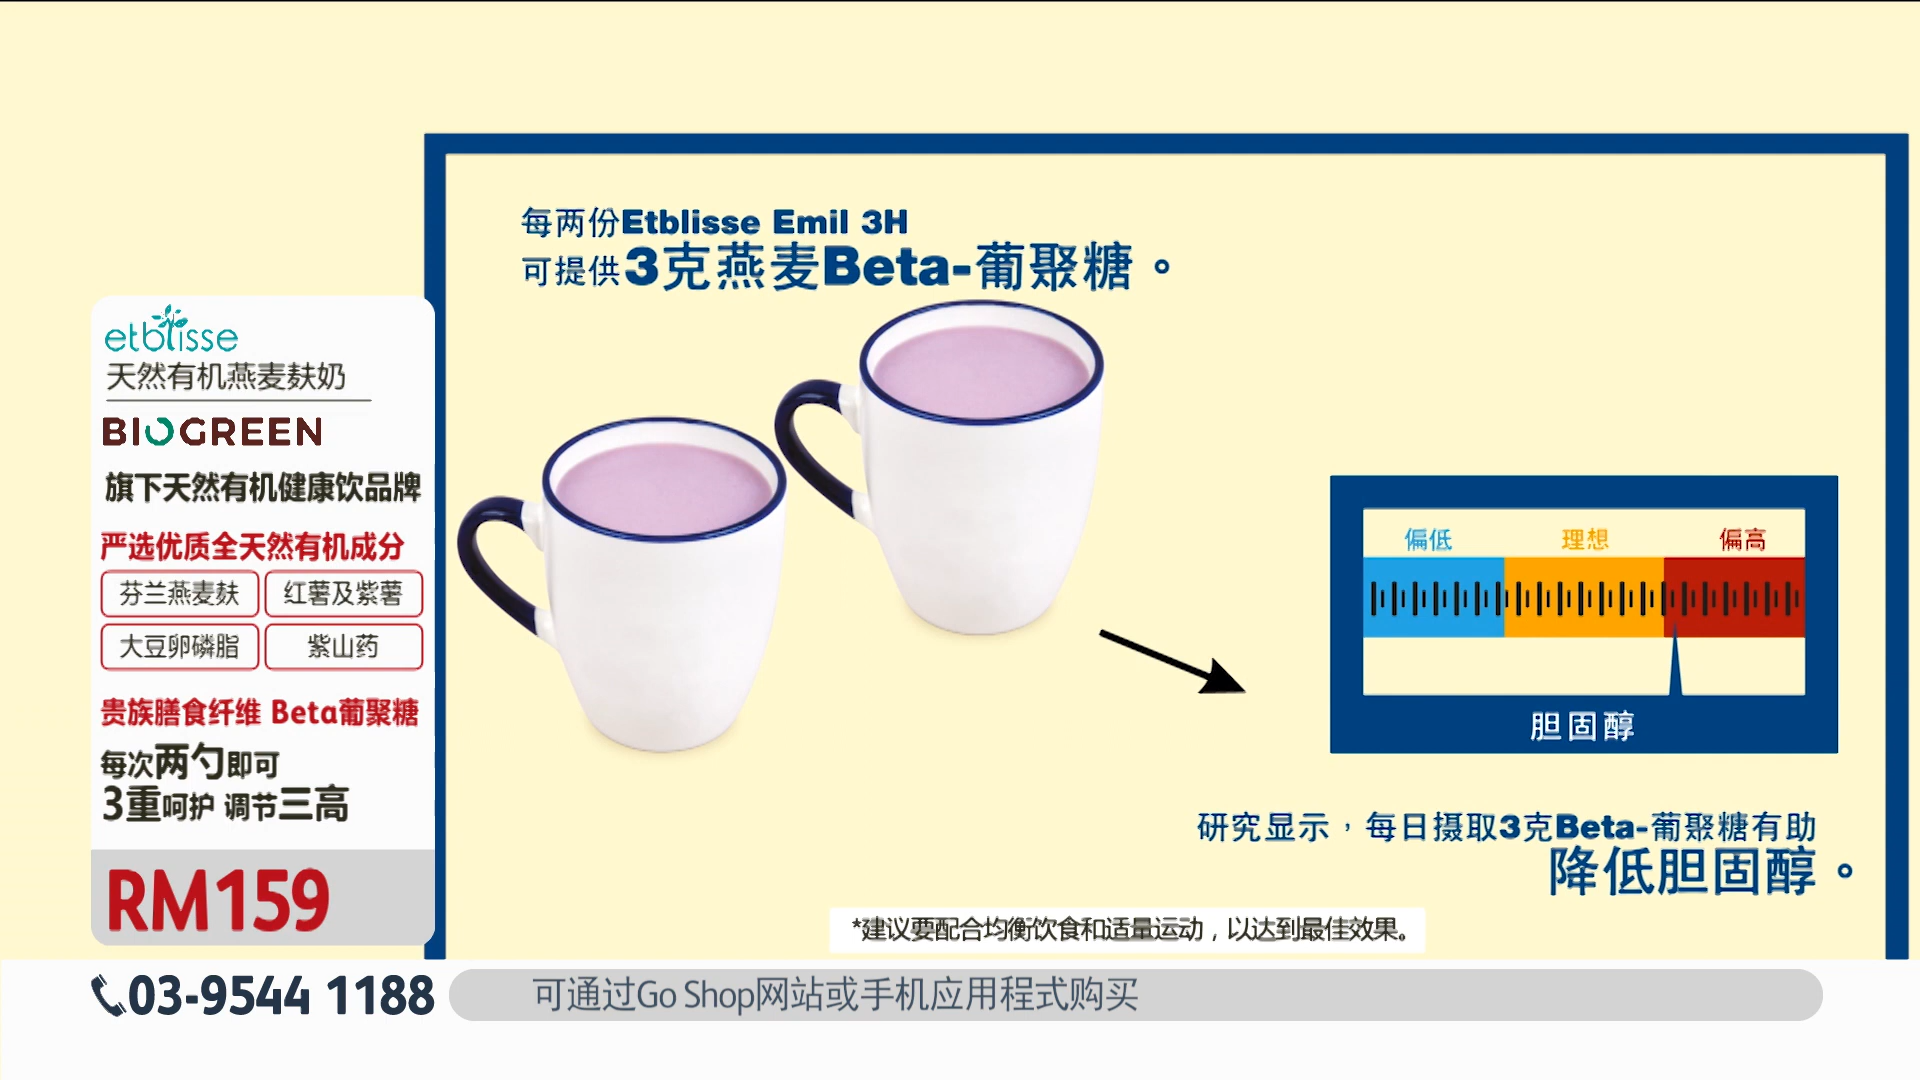 每两份Etblisse Emil 3H
可提供3克燕麦Beta-葡聚糖。
etblisse
天然有机燕麦麸奶
BIOGREEN
旗下天然有机健康饮品牌
严选优质全天然有机成分
芬兰燕麦麸 红薯及紫薯
大豆卵磷脂 紫山药
贵族膳食纤维 Beta葡聚糖
每次两勺即可
3重呵护 调节三高
RM159
偏低 理想 偏高
胆固醇
研究显示，每日摄取3克Beta-葡聚糖有助
降低胆固醇。
*建议要配合均衡饮食和适量运动，以达到最佳效果。
03-9544 1188
可通过Go Shop网站或手机应用程式购买